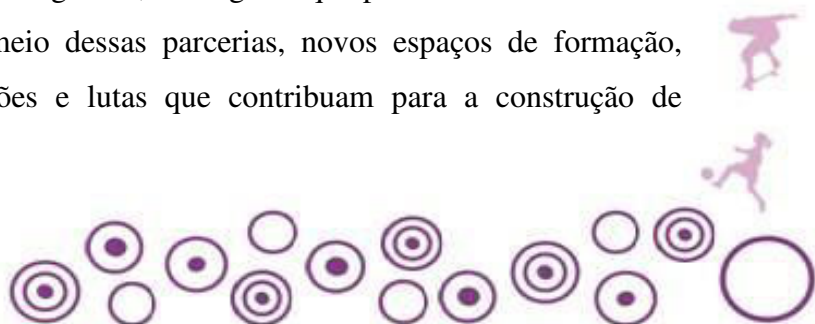 meio dessas parcerias, novos espaços de formação,
ões e lutas que contribuam para a construção de